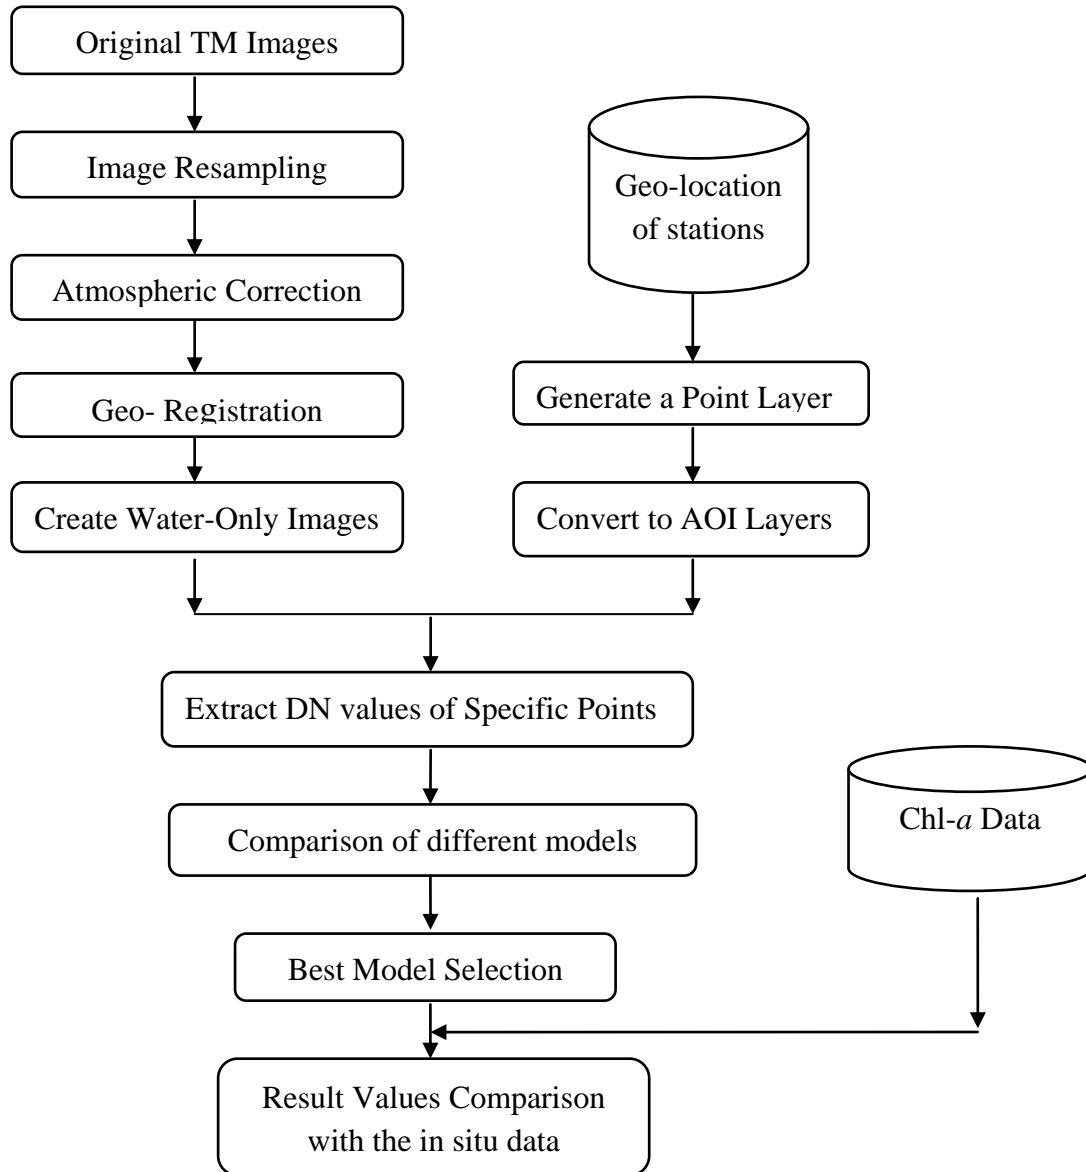 Original TM Images
Image Resampling
Atmospheric Correction
Geo- Registration
Create Water-Only Images
Geo-location
of stations
Generate a Point Layer
Convert to AOI Layers
Extract DN values of Specific Points
Comparison of different models
Chl-a Data
Best Model Selection
Result Values Comparison
with the in situ data